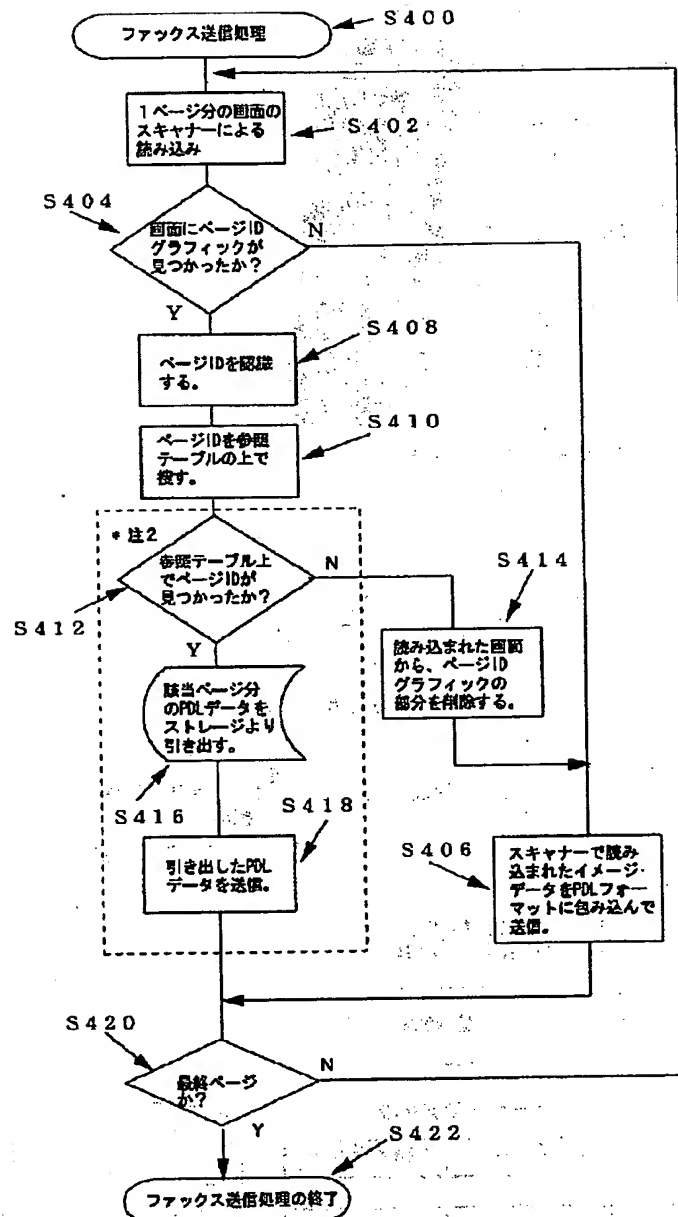 ファックス送信処理
S400
1ページ分の画面の
スキャナーによる
読み込み
S402
S404
画面にページID
グラフィックが
見つかったか?
N
Y
S408
ページIDを認識
する。
S410
ページIDを参照
テーブルの上で
捜す。
*注2
参照テーブル上
でページIDが
見つかったか?
N
S414
S412
Y
読み込まれた画面
から、ページID
グラフィックの
部分を削除する。
該当ページ分
のPDLデータを
ストレージより
引き出す。
S416
S418
引き出したPDL
データを送信。
S406
スキャナーで読み
込まれたイメージ・
データをPDLフォー
マットに包み込んで
送信。
S420
最終ページ
か?
N
Y
S422
ファックス送信処理の終了